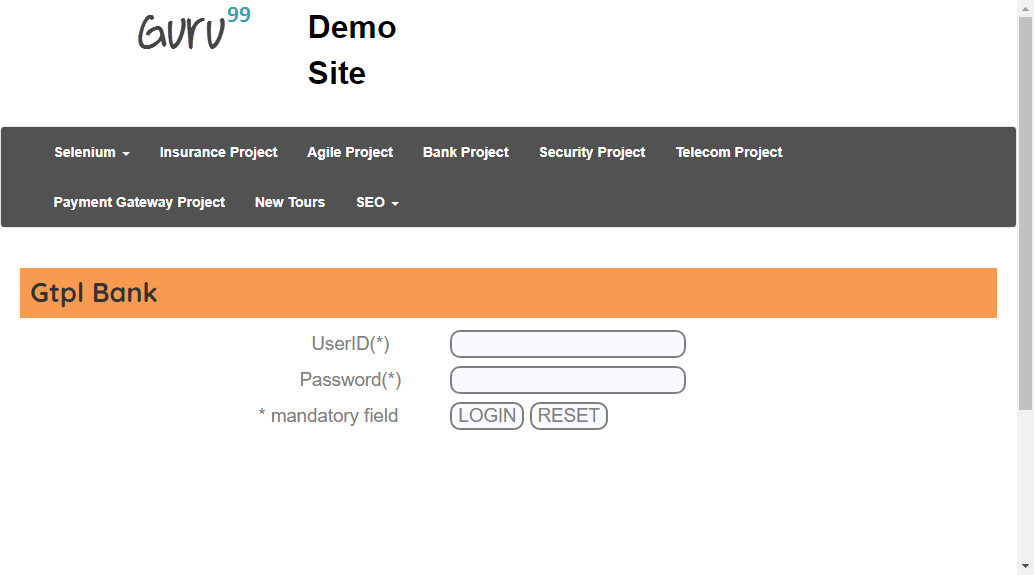 Guru99
Demo
Site
Selenium Insurance Project Agile Project Bank Project Security Project Telecom Project
Payment Gateway Project New Tours SEO
Gtpl Bank
UserID(*)
Password(*)
* mandatory field LOGIN RESET